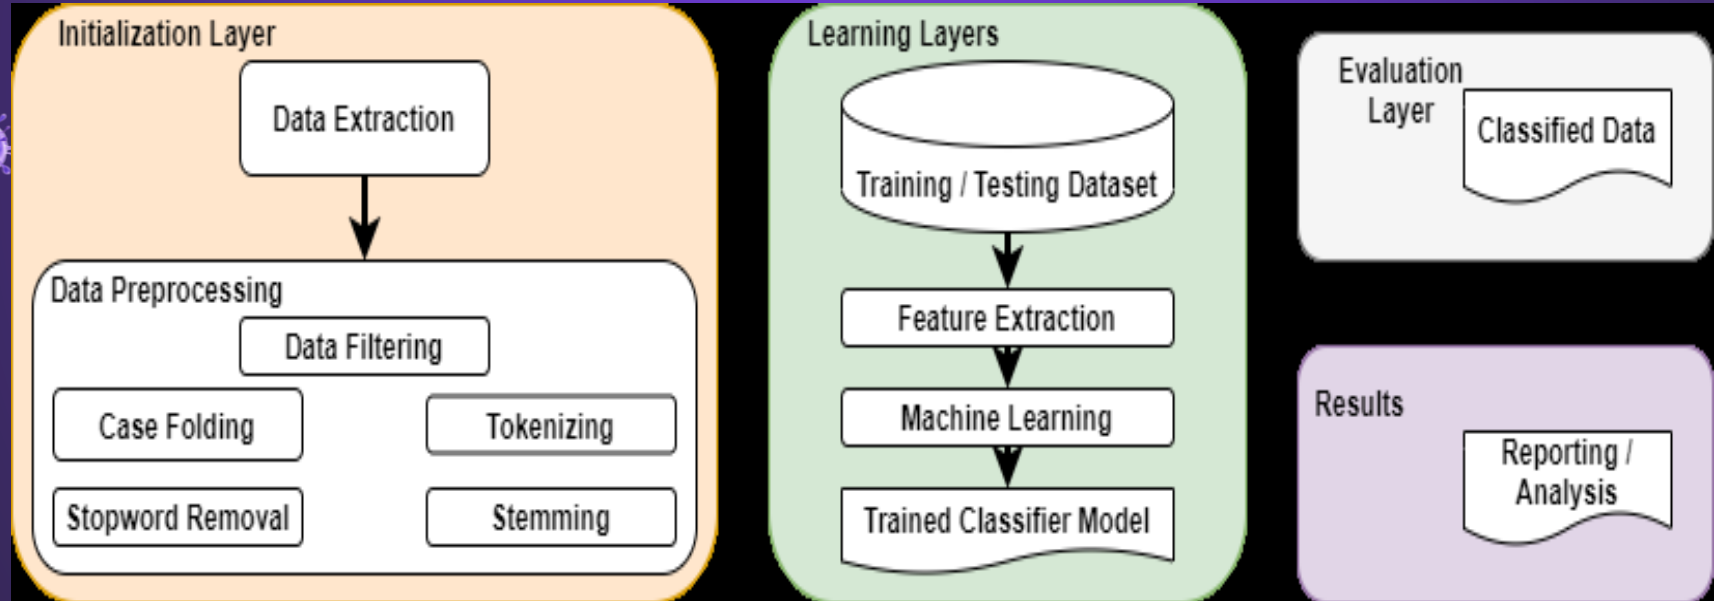 Initialization Layer
Data Extraction
Data Preprocessing
Data Filtering
Case Folding
Tokenizing
Stopword Removal
Stemming
Learning Layers
Training / Testing Dataset
Feature Extraction
Machine Learning
Trained Classifier Model
Evaluation
Layer
Classified Data
Results
Reporting /
Analysis